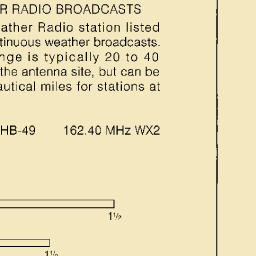 R RADIO BROADCASTS
ather Radio station listed
tinuous weather broadcasts.
nge is typically 20 to 40
the antenna site, but can be
autical miles for stations at
HB-49 162.40 MHz WX2
1½
1½